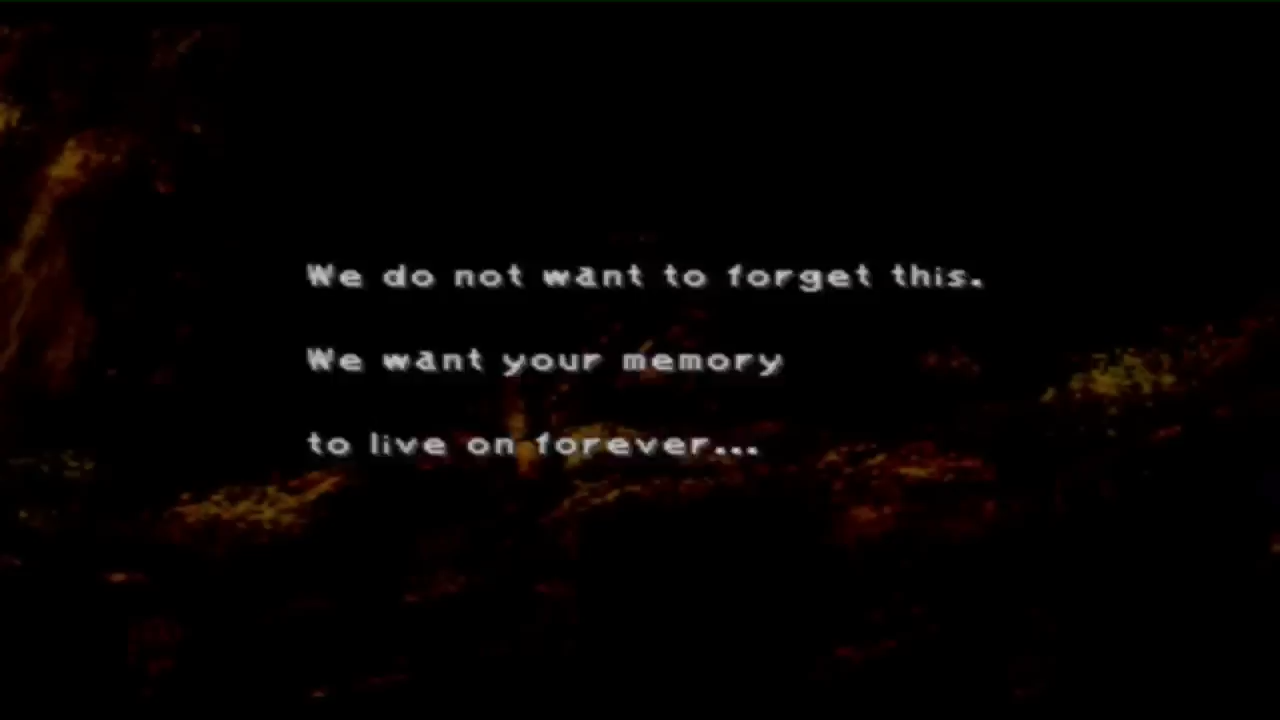 We do not want to forget this.
We want your memory
to live on forever...